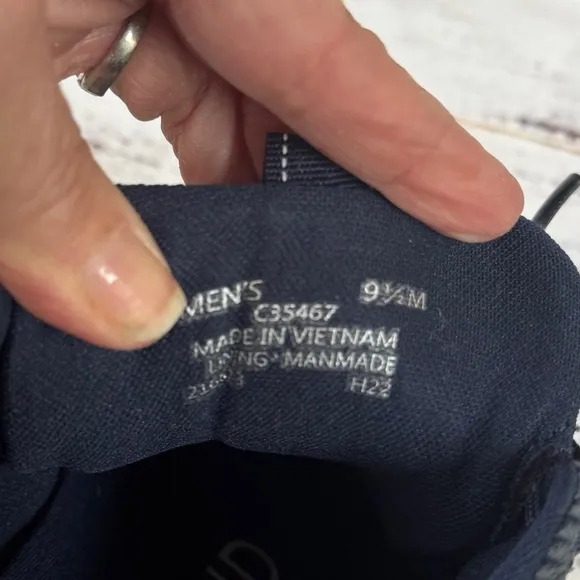 MEN'S 9½M
C35467
MADE IN VIETNAM
LINING· MANMADE
H22